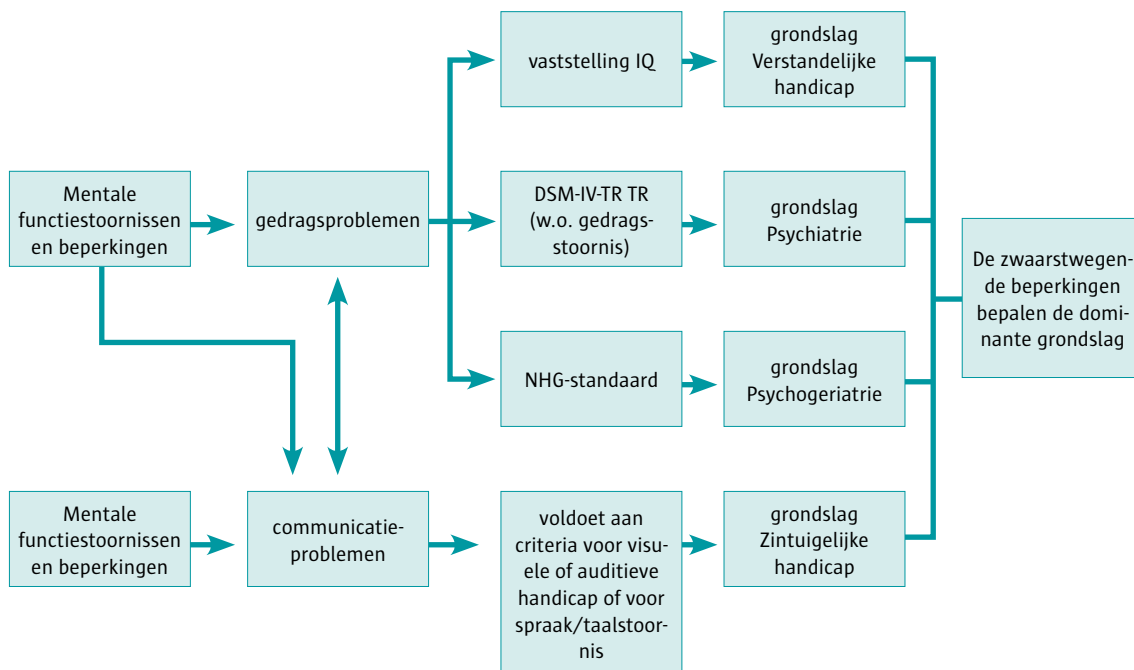 vaststelling IQ
grondslag
Verstandelijke
handicap
Mentale
functiestoornissen
en beperkingen
gedragsproblemen
DSM-IV-TR TR
(w.o. gedrags-
stoornis)
grondslag
Psychiatrie
De zwaarstwegen-
de beperkingen
bepalen de domi-
nante grondslag
NHG-standaard
grondslag
Psychogeriatrie
Mentale
functiestoornissen
en beperkingen
communicatie-
problemen
voldoet aan
criteria voor visu-
ele of auditieve
handicap of voor
spraak/taalstoor-
nis
grondslag
Zintuigelijke
handicap